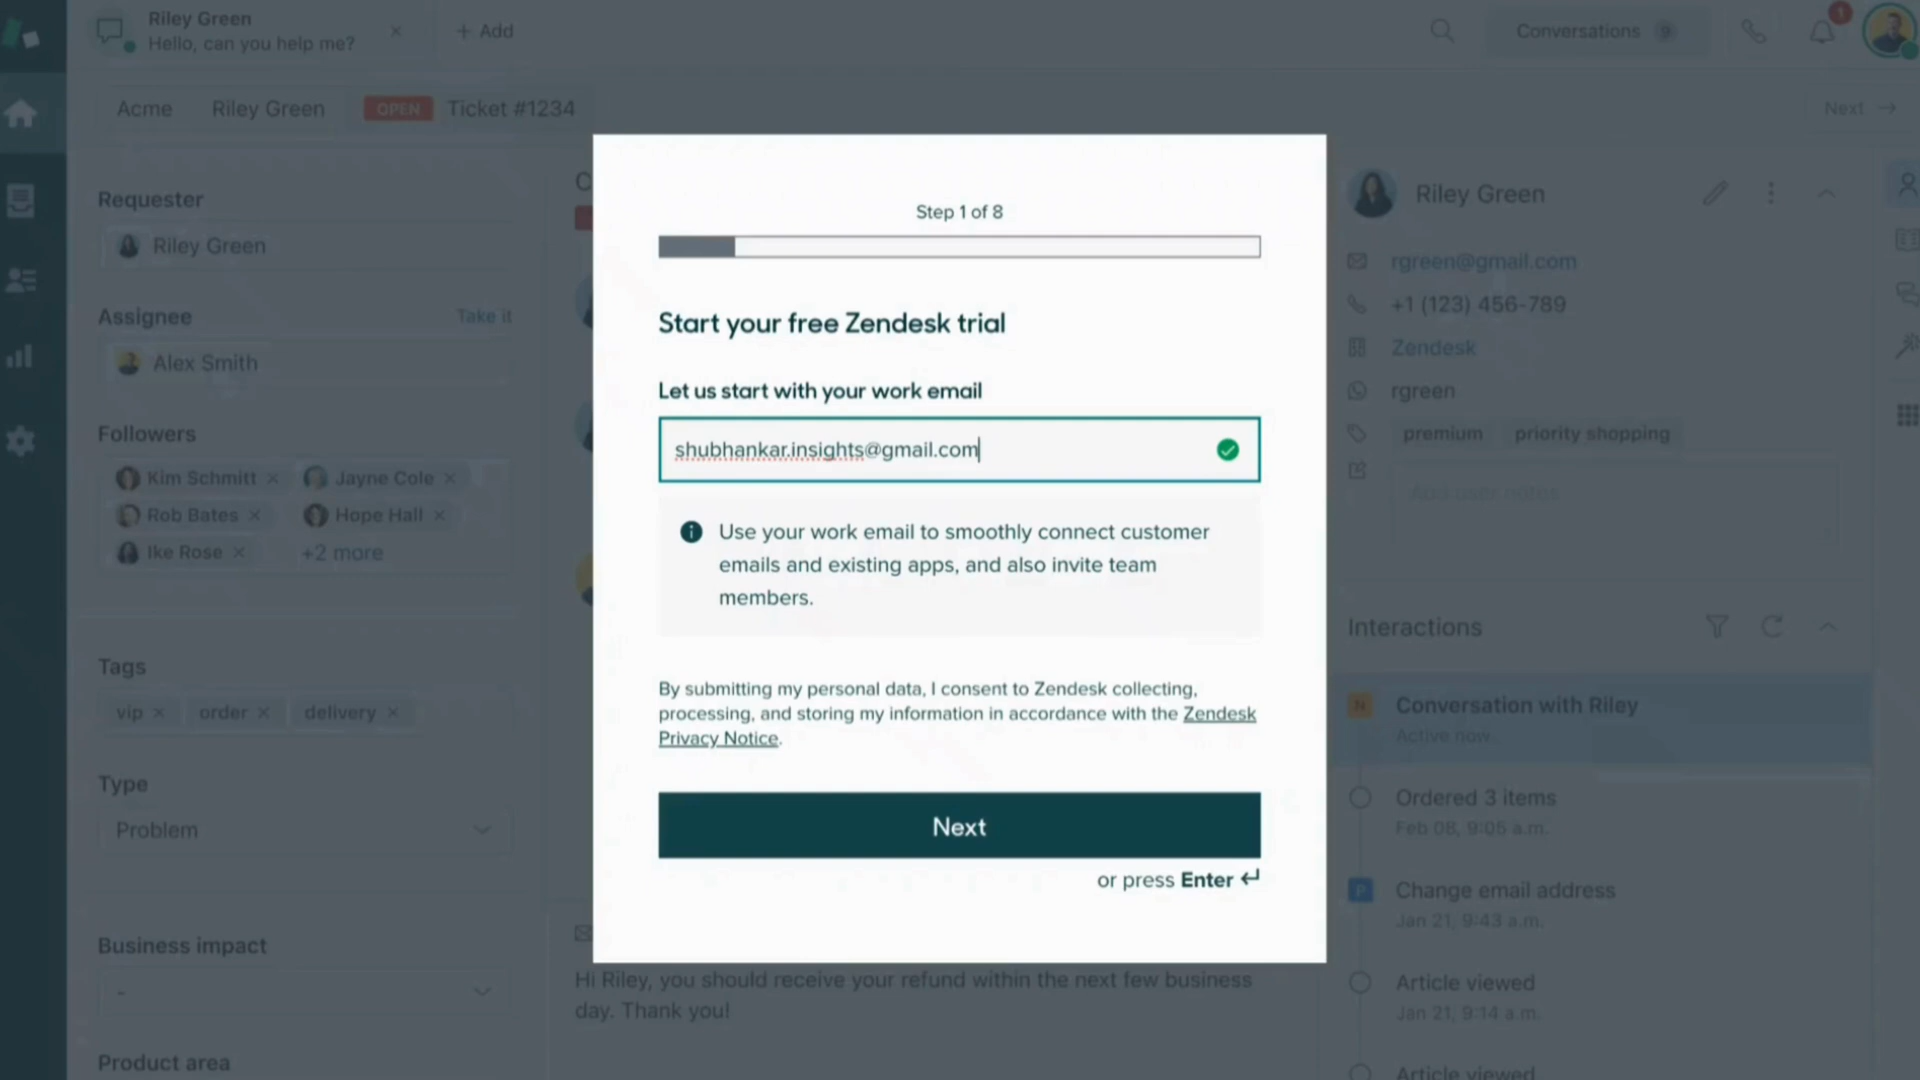 Riley Green
Hello, can you help me?
+ Add
Conversations 9
1
Acme
Riley Green
OPEN
Ticket #1234
Next
Requester
Riley Green
Assignee
Take it
Alex Smith
Followers
Kim Schmitt
Jayne Cole
Rob Bates
Hope Hall
Ike Rose
+2 more
Tags
vip
order
delivery
Type
Problem
Business impact
-
Product area
Step 1 of 8
Start your free Zendesk trial
Let us start with your work email
shubhankar.insights@gmail.com
Use your work email to smoothly connect customer
emails and existing apps, and also invite team
members.
By submitting my personal data, I consent to Zendesk collecting,
processing, and storing my information in accordance with the Zendesk
Privacy Notice.
Next
or press Enter
Hi Riley, you should receive your refund within the next few business
day. Thank you!
Riley Green
rgreen@gmail.com
+1 (123) 456-789
Zendesk
rgreen
premium
priority shopping
Add user notes
Interactions
N
Conversation with Riley
Active now
Ordered 3 items
Feb 08, 9:05 a.m.
P
Change email address
Jan 21, 9:43 a.m.
Article viewed
Jan 21, 9:14 a.m.
Article viewed